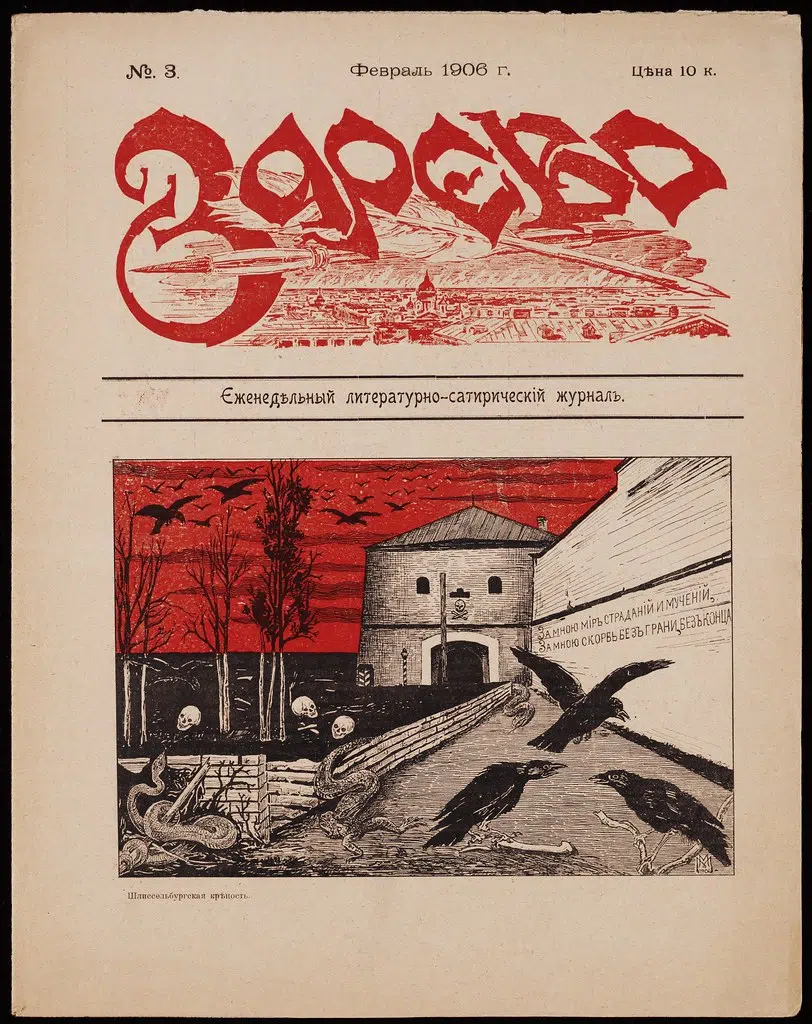 №. 3.
Февраль 1906 г.
Цѣна 10 к.
Зарево
Еженедѣльный литературно-сатирическій журналъ.
За мною міръ страданій и мученій,
За мною скорбь безъ границ, безъ конца
Шлиссельбургская крѣпость.